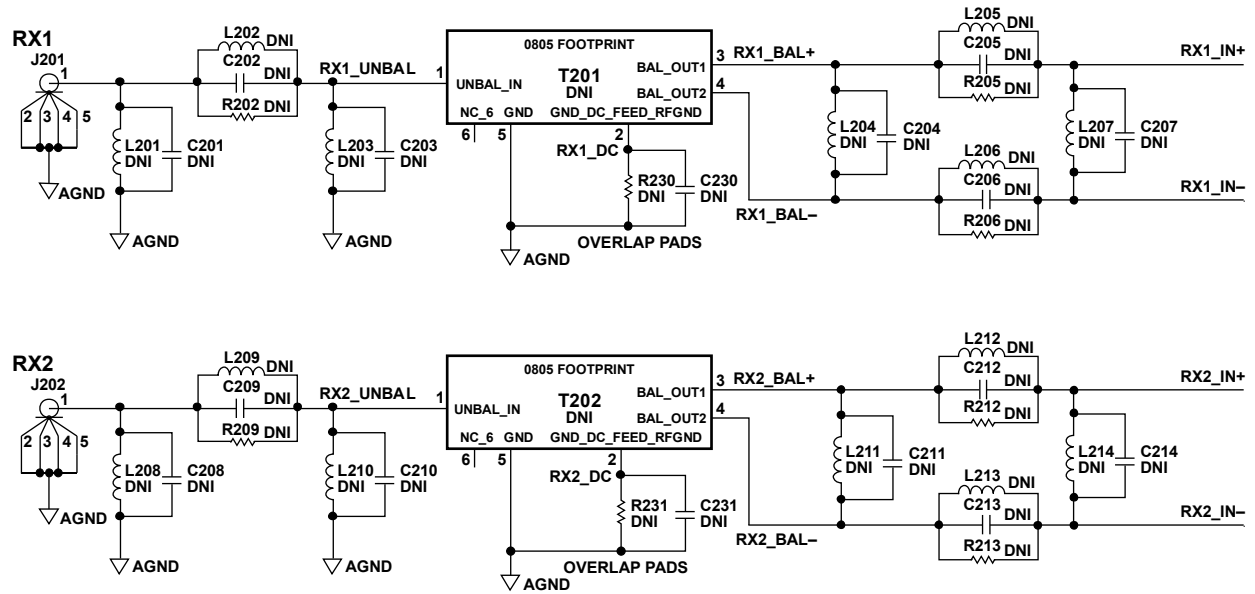 RX1
J201
1
2 3 4 5
AGND
L201
DNI
C201
DNI
AGND
L202
DNI
C202
DNI
R202
DNI
RX1_UNBAL
L203
DNI
C203
DNI
AGND
1
0805 FOOTPRINT
T201
DNI
UNBAL_IN
BAL_OUT1
BAL_OUT2
NC_6 GND GND_DC_FEED_RFGND
6
5
2
3
4
RX1_DC
R230
DNI
C230
DNI
OVERLAP PADS
AGND
RX1_BAL+
RX1_BAL–
L204
DNI
C204
DNI
L205
DNI
C205
DNI
R205
DNI
L206
DNI
C206
DNI
R206
DNI
L207
DNI
C207
DNI
RX1_IN+
RX1_IN–
RX2
J202
1
2 3 4 5
AGND
L208
DNI
C208
DNI
AGND
L209
DNI
C209
DNI
R209
DNI
RX2_UNBAL
L210
DNI
C210
DNI
AGND
1
0805 FOOTPRINT
T202
DNI
UNBAL_IN
BAL_OUT1
BAL_OUT2
NC_6 GND GND_DC_FEED_RFGND
6
5
2
3
4
RX2_DC
R231
DNI
C231
DNI
OVERLAP PADS
AGND
RX2_BAL+
RX2_BAL–
L211
DNI
C211
DNI
L212
DNI
C212
DNI
R212
DNI
L213
DNI
C213
DNI
R213
DNI
L214
DNI
C214
DNI
RX2_IN+
RX2_IN–